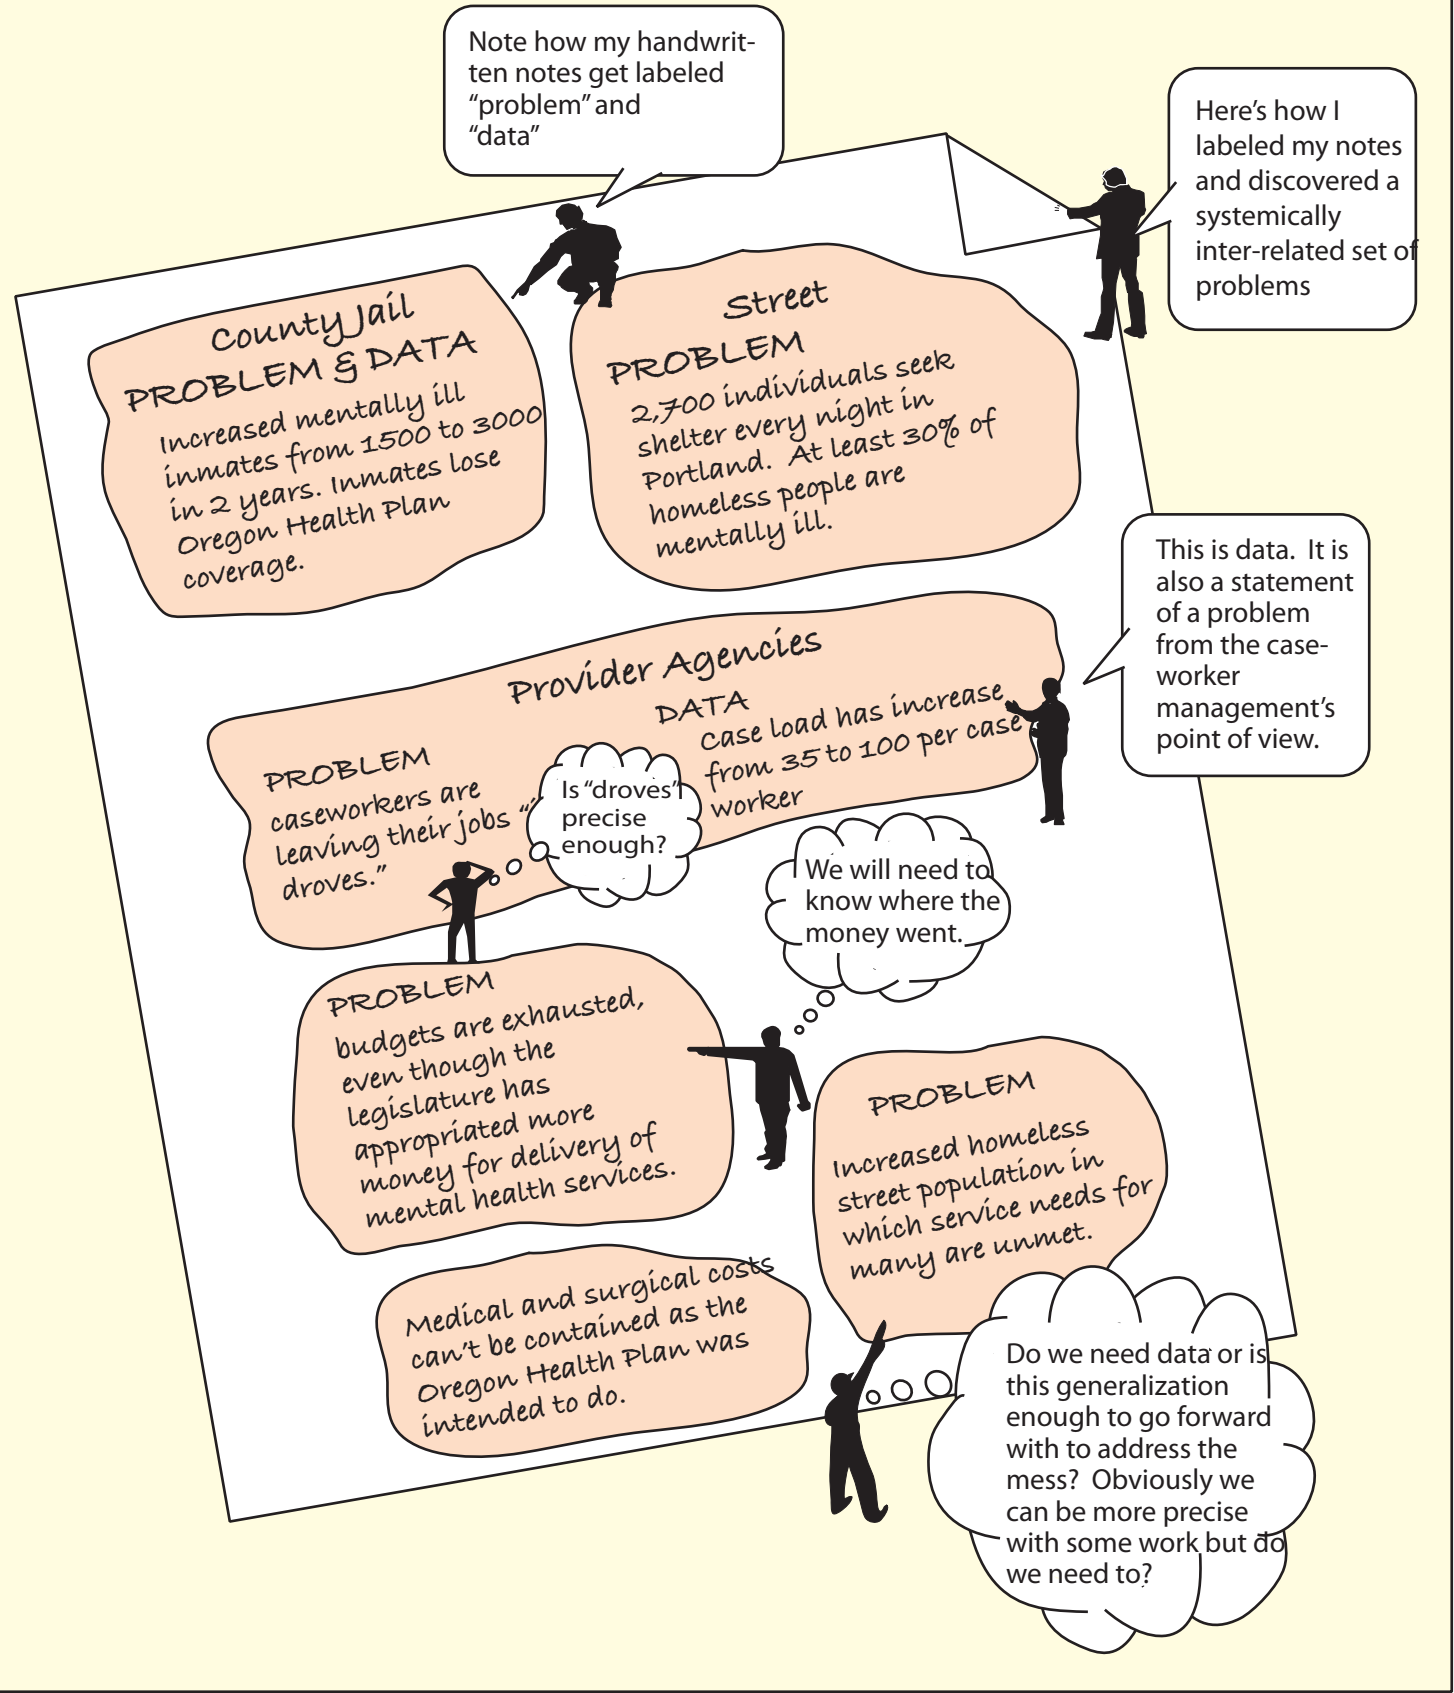 Note how my handwrit-
ten notes get labeled
“problem” and
“data”
Here’s how I
labeled my notes
and discovered a
systemically
inter-related set of
problems
County Jail
PROBLEM & DATA
Increased mentally ill
inmates from 1500 to 3000
in 2 years. Inmates lose
Oregon Health Plan
coverage.
Street
PROBLEM
2,700 individuals seek
shelter every night in
Portland. At least 30% of
homeless people are
mentally ill.
This is data. It is
also a statement
of a problem
from the case-
worker
management’s
point of view.
Provider Agencies
PROBLEM
caseworkers are
leaving their jobs “
droves.”
DATA
Case load has increase
from 35 to 100 per case
worker
Is “droves”
precise
enough?
We will need to
know where the
money went.
PROBLEM
budgets are exhausted,
even though the
legislature has
appropriated more
money for delivery of
mental health services.
PROBLEM
Increased homeless
street population in
which service needs for
many are unmet.
Medical and surgical costs
can’t be contained as the
Oregon Health Plan was
intended to do.
Do we need data or is
this generalization
enough to go forward
with to address the
mess? Obviously we
can be more precise
with some work but do
we need to?